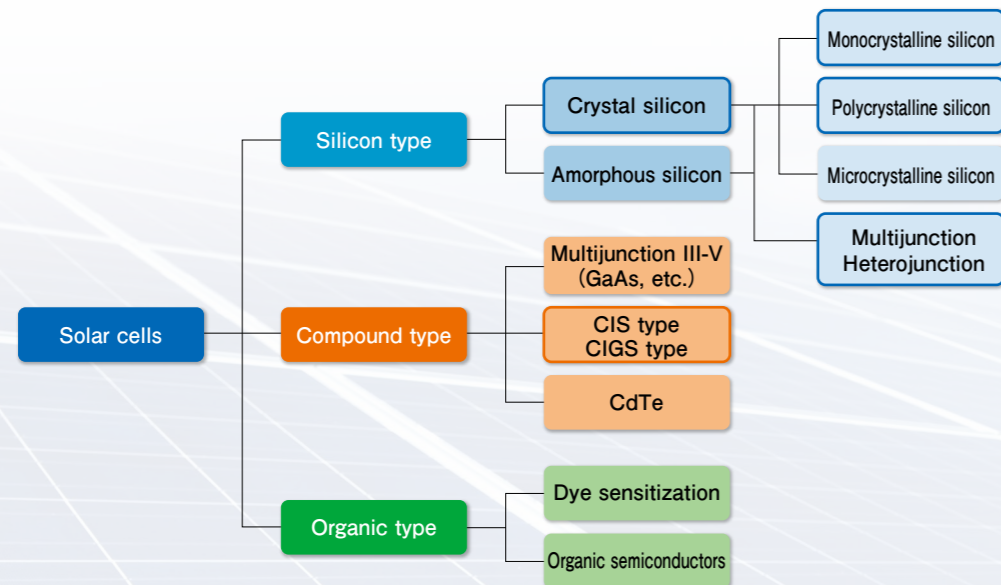 Solar cells
Silicon type
Crystal silicon
Monocrystalline silicon
Polycrystalline silicon
Microcrystalline silicon
Amorphous silicon
Multijunction
Heterojunction
Compound type
Multijunction III-V
(GaAs, etc.)
CIS type
CIGS type
CdTe
Organic type
Dye sensitization
Organic semiconductors